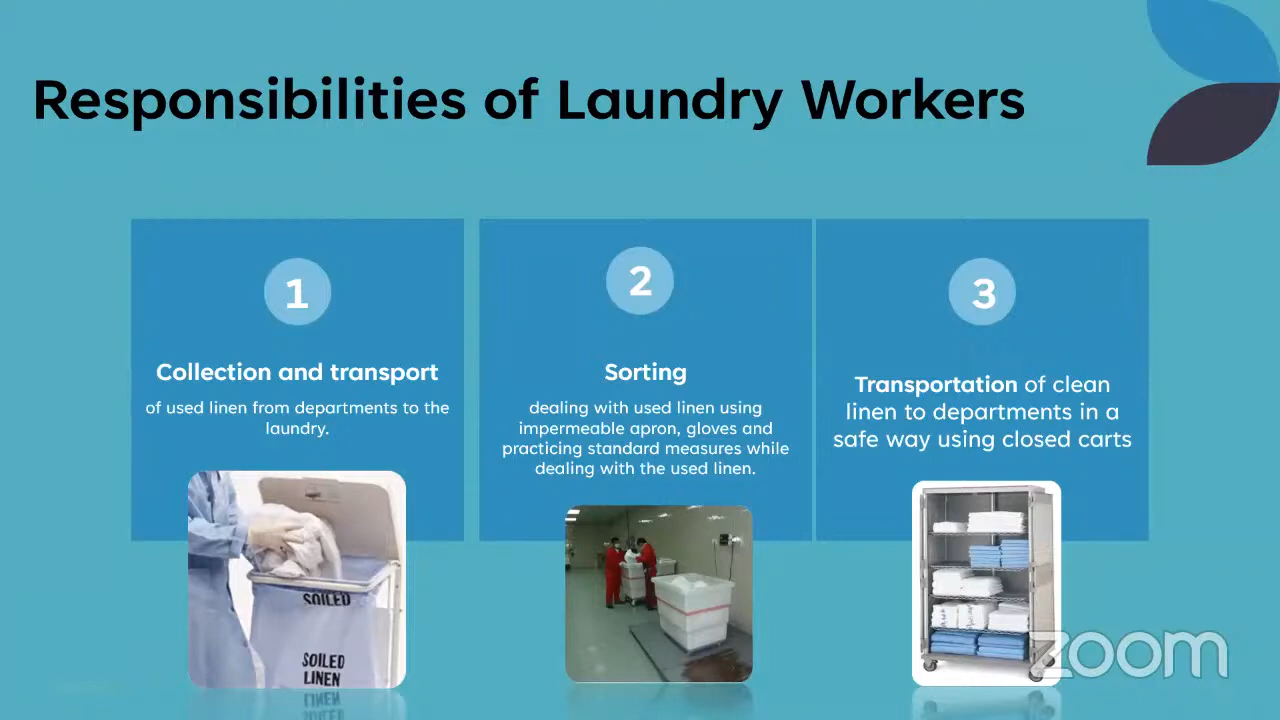 Responsibilities of Laundry Workers
1
Collection and transport
of used linen from departments to the
laundry.
SOILED
SOILED
LINEN
2
Sorting
dealing with used linen using
impermeable apron, gloves and
practicing standard measures while
dealing with the used linen.
3
Transportation of clean
linen to departments in a
safe way using closed carts
zoom